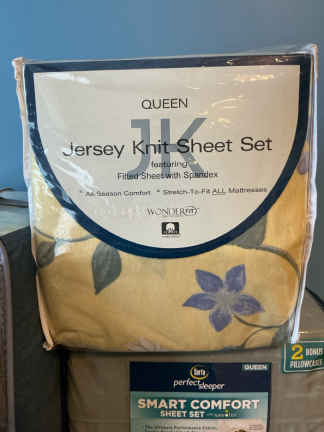 QUEEN
JK
Jersey Knit Sheet Set
featuring
Fitted Sheet with Spandex
* All-Season Comfort * Stretch-To-Fit ALL Mattresses
WONDERFIT
QUEEN
2 BONUS
PILLOWCASES
Serta
perfect sleeper
SMART COMFORT
SHEET SET